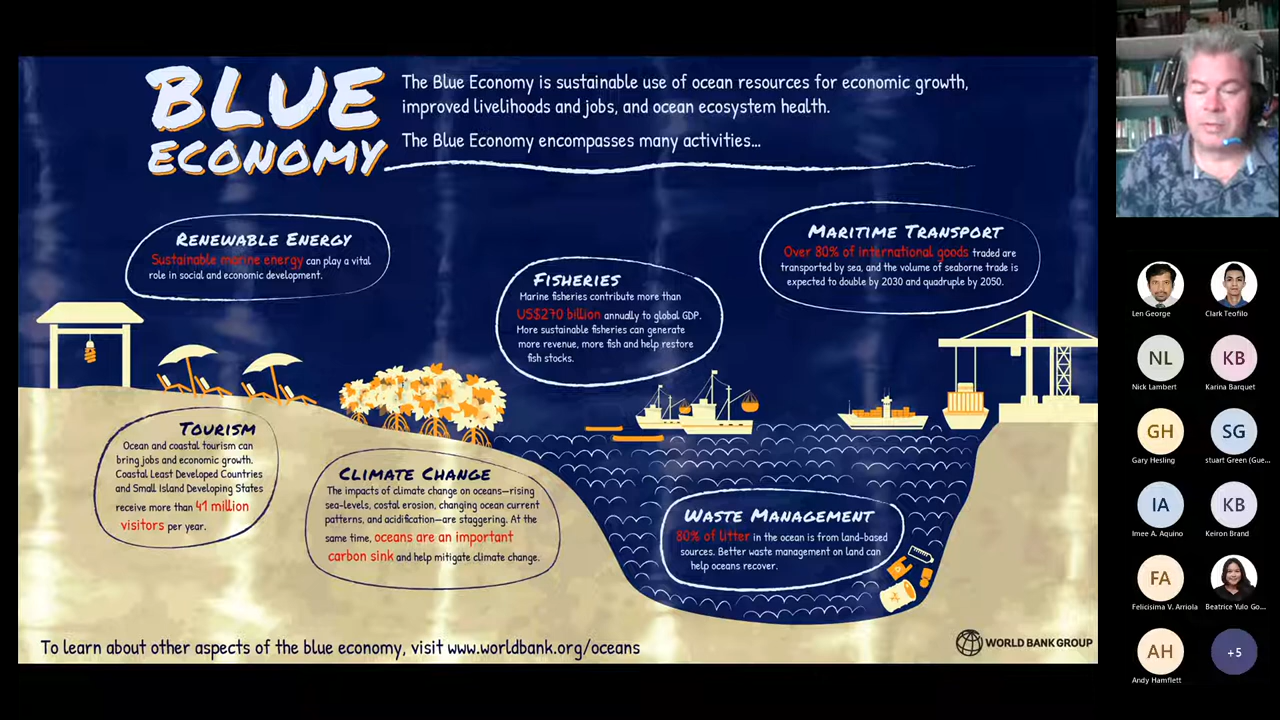 BLUE
ECONOMY
The Blue Economy is sustainable use of ocean resources for economic growth,
improved livelihoods and jobs, and ocean ecosystem health.
The Blue Economy encompasses many activities...
RENEWABLE ENERGY
Sustainable marine energy can play a vital
role in social and economic development.
FISHERIES
Marine fisheries contribute more than
US$270 billion annually to global GDP.
More sustainable fisheries can generate
more revenue, more fish and help restore
fish stocks.
MARITIME TRANSPORT
Over 80% of international goods traded are
transported by sea, and the volume of seaborne trade is
expected to double by 2030 and quadruple by 2050.
TOURISM
Ocean and coastal tourism can
bring jobs and economic growth.
Coastal Least Developed Countries
and Small Island Developing States
receive more than 41 million
visitors per year.
CLIMATE CHANGE
The impacts of climate change on oceans—rising
sea-levels, costal erosion, changing ocean current
patterns, and acidification—are staggering. At the
same time, oceans are an important
carbon sink and help mitigate climate change.
WASTE MANAGEMENT
80% of litter in the ocean is from land-based
sources. Better waste management on land can
help oceans recover.
To learn about other aspects of the blue economy, visit www.worldbank.org/oceans
WORLD BANK GROUP
Len George
Clark Teofilo
NL
KB
Nick Lambert
Karina Barquet
GH
SG
Gary Hesling
stuart Green (Gue...
IA
KB
Imee A. Aquino
Keiron Brand
FA
Felicisima V. Arriola
Beatrice Yulo Go...
AH
+5
Andy Hamflett